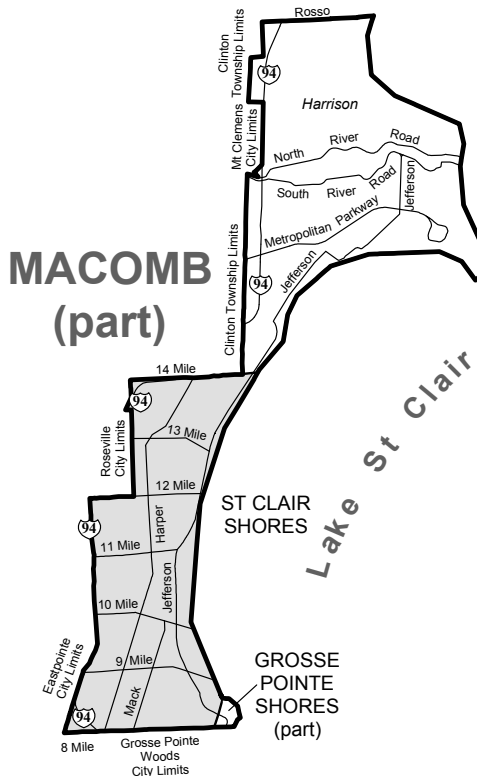 Rosso
Clinton
Township Limits
94
Harrison
Mt Clemens
City Limits
North River Road
South River Road
Jefferson
Metropolitan Parkway
Clinton Township Limits
94
Jefferson
MACOMB
(part)
14 Mile
94
Roseville
City Limits
13 Mile
12 Mile
Lake St Clair
ST CLAIR
SHORES
94
Harper
11 Mile
Jefferson
10 Mile
Eastpointe
City Limits
9 Mile
Mack
GROSSE
POINTE
SHORES
(part)
94
8 Mile
Grosse Pointe
Woods
City Limits